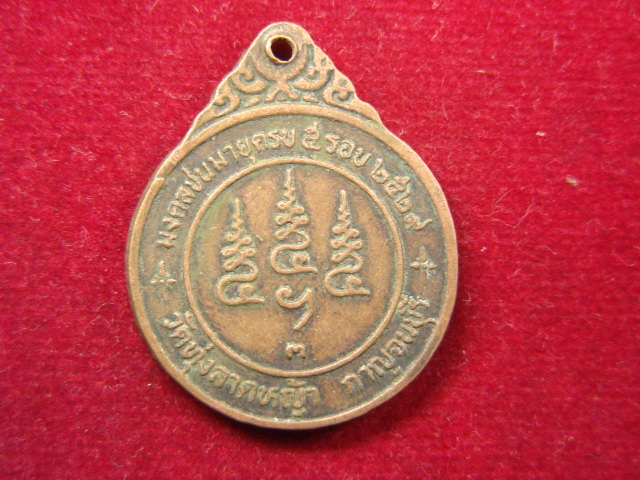 มงคลชนมายุครบ ๕ รอบ ๒๕๒๙
วัดทุ่งลาดหญ้า กาญจนบุรี
๓